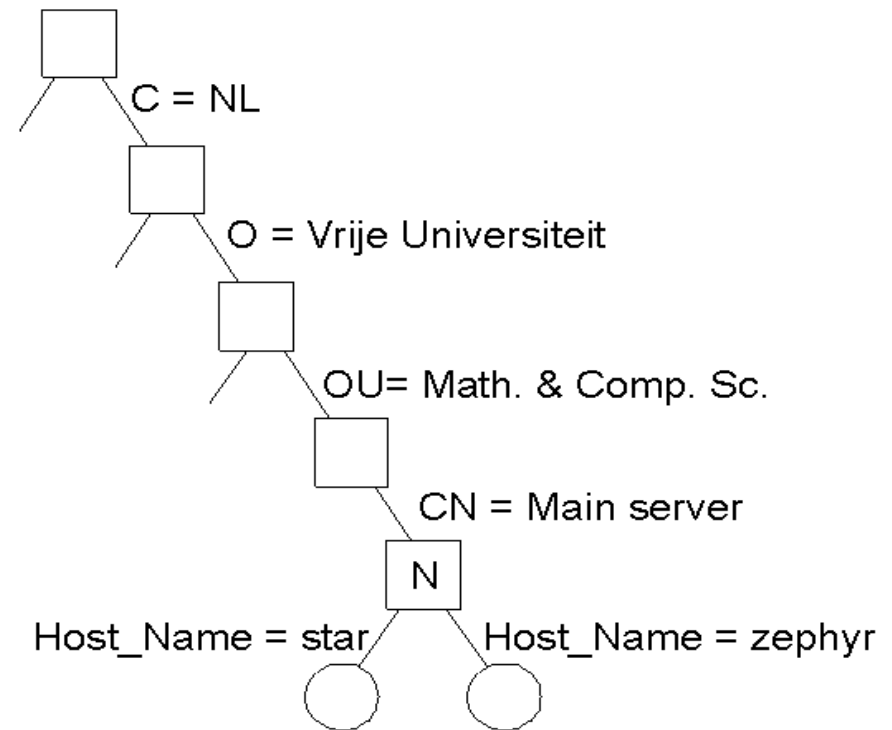 C = NL
O = Vrije Universiteit
OU= Math. & Comp. Sc.
CN = Main server
N
Host_Name = star
Host_Name = zephyr